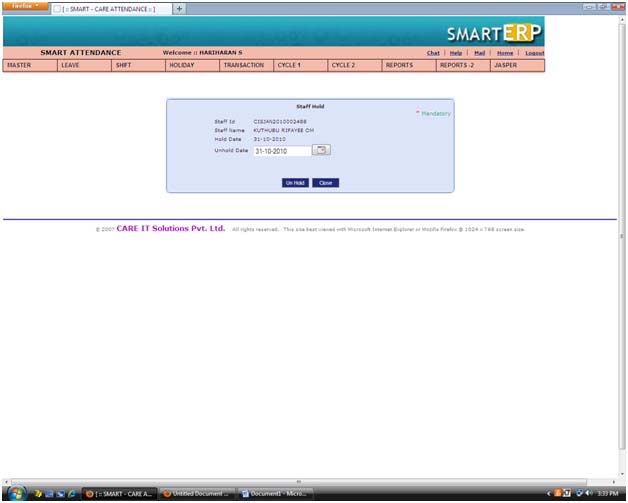 Firefox
[ :: SMART - CARE ATTENDANCE :: ]
SMARTERP
SMART ATTENDANCE
Welcome :: HARIHARAN S
Chat | Help | Mail | Home | Logout
MASTER LEAVE SHIFT HOLIDAY TRANSACTION CYCLE 1 CYCLE 2 REPORTS REPORTS -2 JASPER
Staff Hold
* Mandatory
Staff Id CISJAN2010002488
Staff Name KUTHUBU RIFAYEE OM
Hold Date 31-10-2010
Unhold Date 31-10-2010
Un Hold Close
© 2007 CARE IT Solutions Pvt. Ltd. All rights reserved. This site best viewed with Microsoft Internet Explorer or Mozilla Firefox @ 1024 x 768 screen size.
[ :: SMART - CARE A... Untitled Document ... Document1 - Micro... 3:33 PM